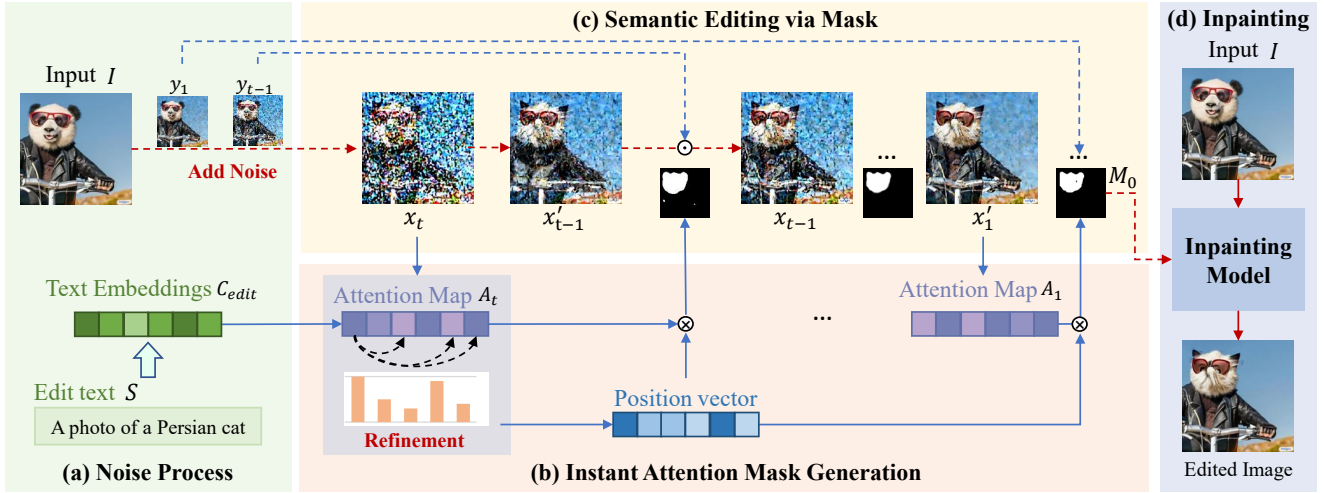 (c) Semantic Editing via Mask
(d) Inpainting
Input I
y₁
yₜ₋₁
Add Noise
xₜ
x′ₜ₋₁
xₜ₋₁
...
x′₁
...
M₀
Input I
Inpainting
Model
Edited Image
Text Embeddings C_edit
Edit text S
A photo of a Persian cat
(a) Noise Process
Attention Map Aₜ
Refinement
Position vector
...
Attention Map A₁
(b) Instant Attention Mask Generation